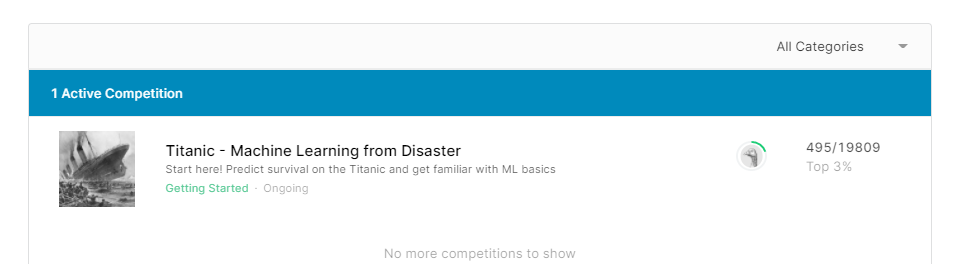 All Categories
1 Active Competition
Titanic - Machine Learning from Disaster
Start here! Predict survival on the Titanic and get familiar with ML basics
Getting Started · Ongoing
495/19809
Top 3%
No more competitions to show